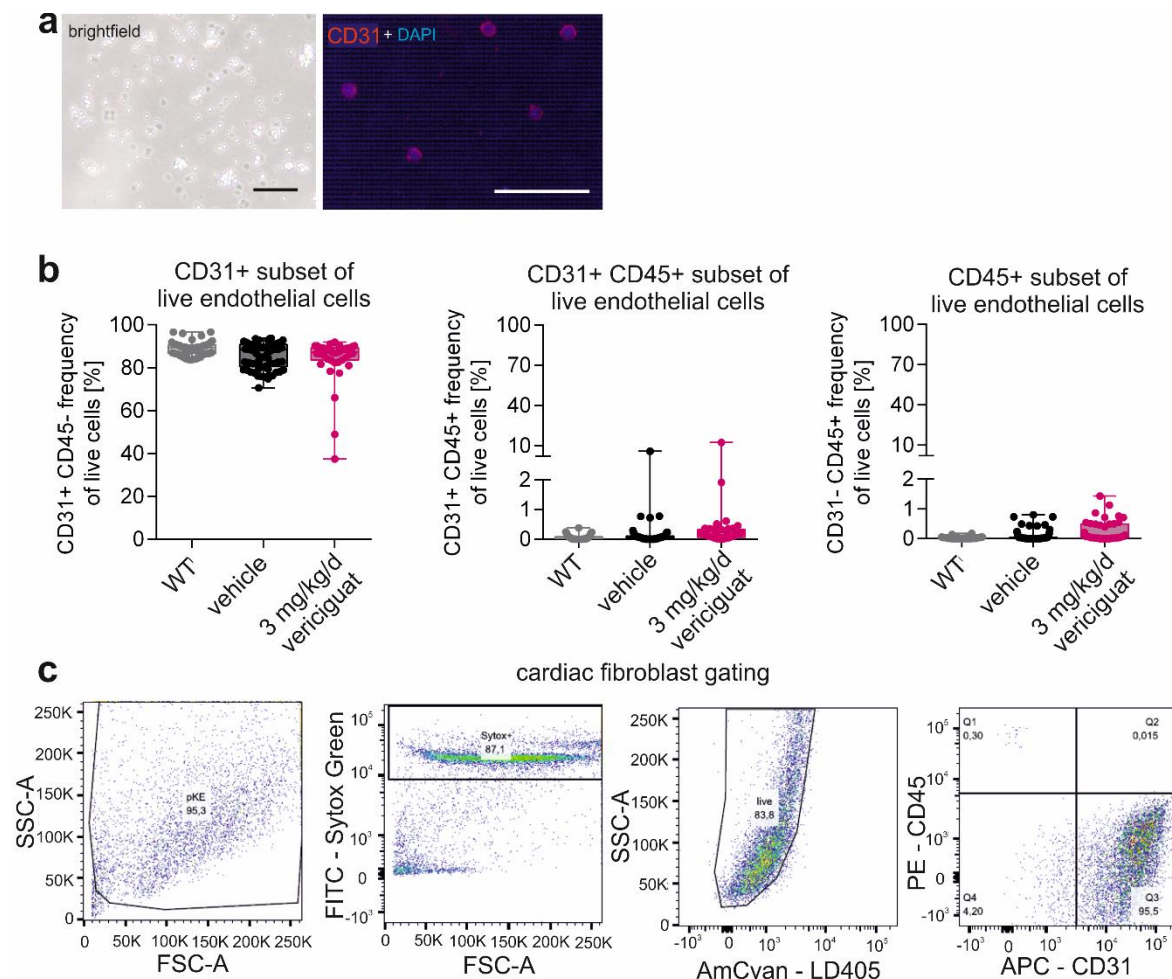 a
brightfield
CD31 + DAPI
b
CD31+ subset of
live endothelial cells
CD31+ CD45- frequency
of live cells [%]
100
80
60
40
20
0
WT
vehicle
3 mg/kg/d
vericiguat
CD31+ CD45+ subset of
live endothelial cells
CD31+ CD45+ frequency
of live cells [%]
100
70
40
10
2
1
0
WT
vehicle
3 mg/kg/d
vericiguat
CD45+ subset of
live endothelial cells
CD31- CD45+ frequency
of live cells [%]
100
70
40
10
2
1
0
WT
vehicle
3 mg/kg/d
vericiguat
c
cardiac fibroblast gating
SSC-A
250K
200K
150K
100K
50K
0
pKE
95,3
0 50K 100K 150K 200K 250K
FSC-A
FITC - Sytox Green
10⁵
10⁴
10³
0
-10³
Sytox+
87,1
0 50K 100K 150K 200K 250K
FSC-A
SSC-A
250K
200K
150K
100K
50K
0
live
83,8
-10³ 0 10³ 10⁴ 10⁵
AmCyan - LD405
PE - CD45
10⁵
10⁴
10³
0
-10³
Q1
0,30
Q2
0,015
Q4
4,20
Q3
95,5
-10³ 0 10³ 10⁴ 10⁵
APC - CD31